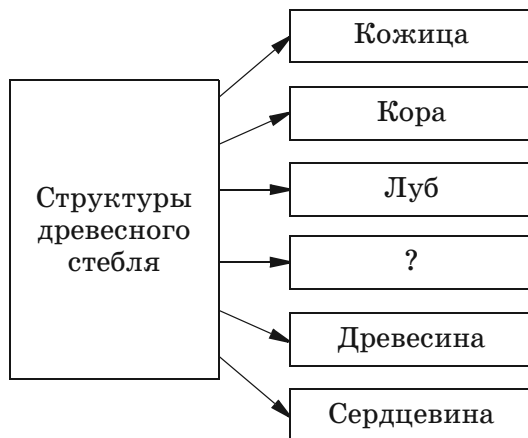 Кожица
Кора
Луб
Структуры
древесного
стебля
?
Древесина
Сердцевина